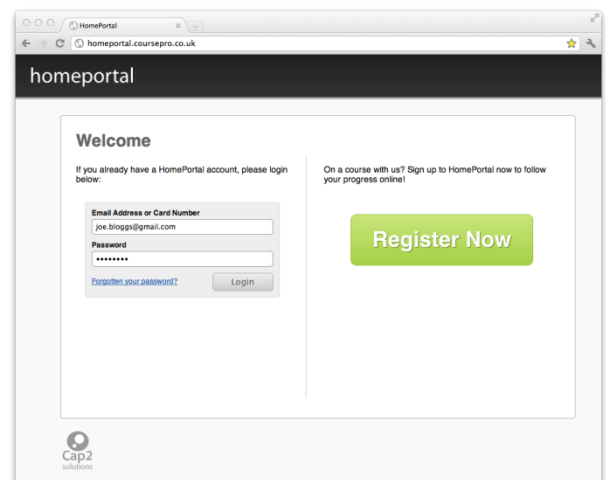 HomePortal
homeportal.coursepro.co.uk
homeportal
Welcome
If you already have a HomePortal account, please login
below:
Email Address or Card Number
joe.bloggs@gmail.com
Password
••••••••
Forgotten your password?
Login
On a course with us? Sign up to HomePortal now to follow
your progress online!
Register Now
Cap2
solutions